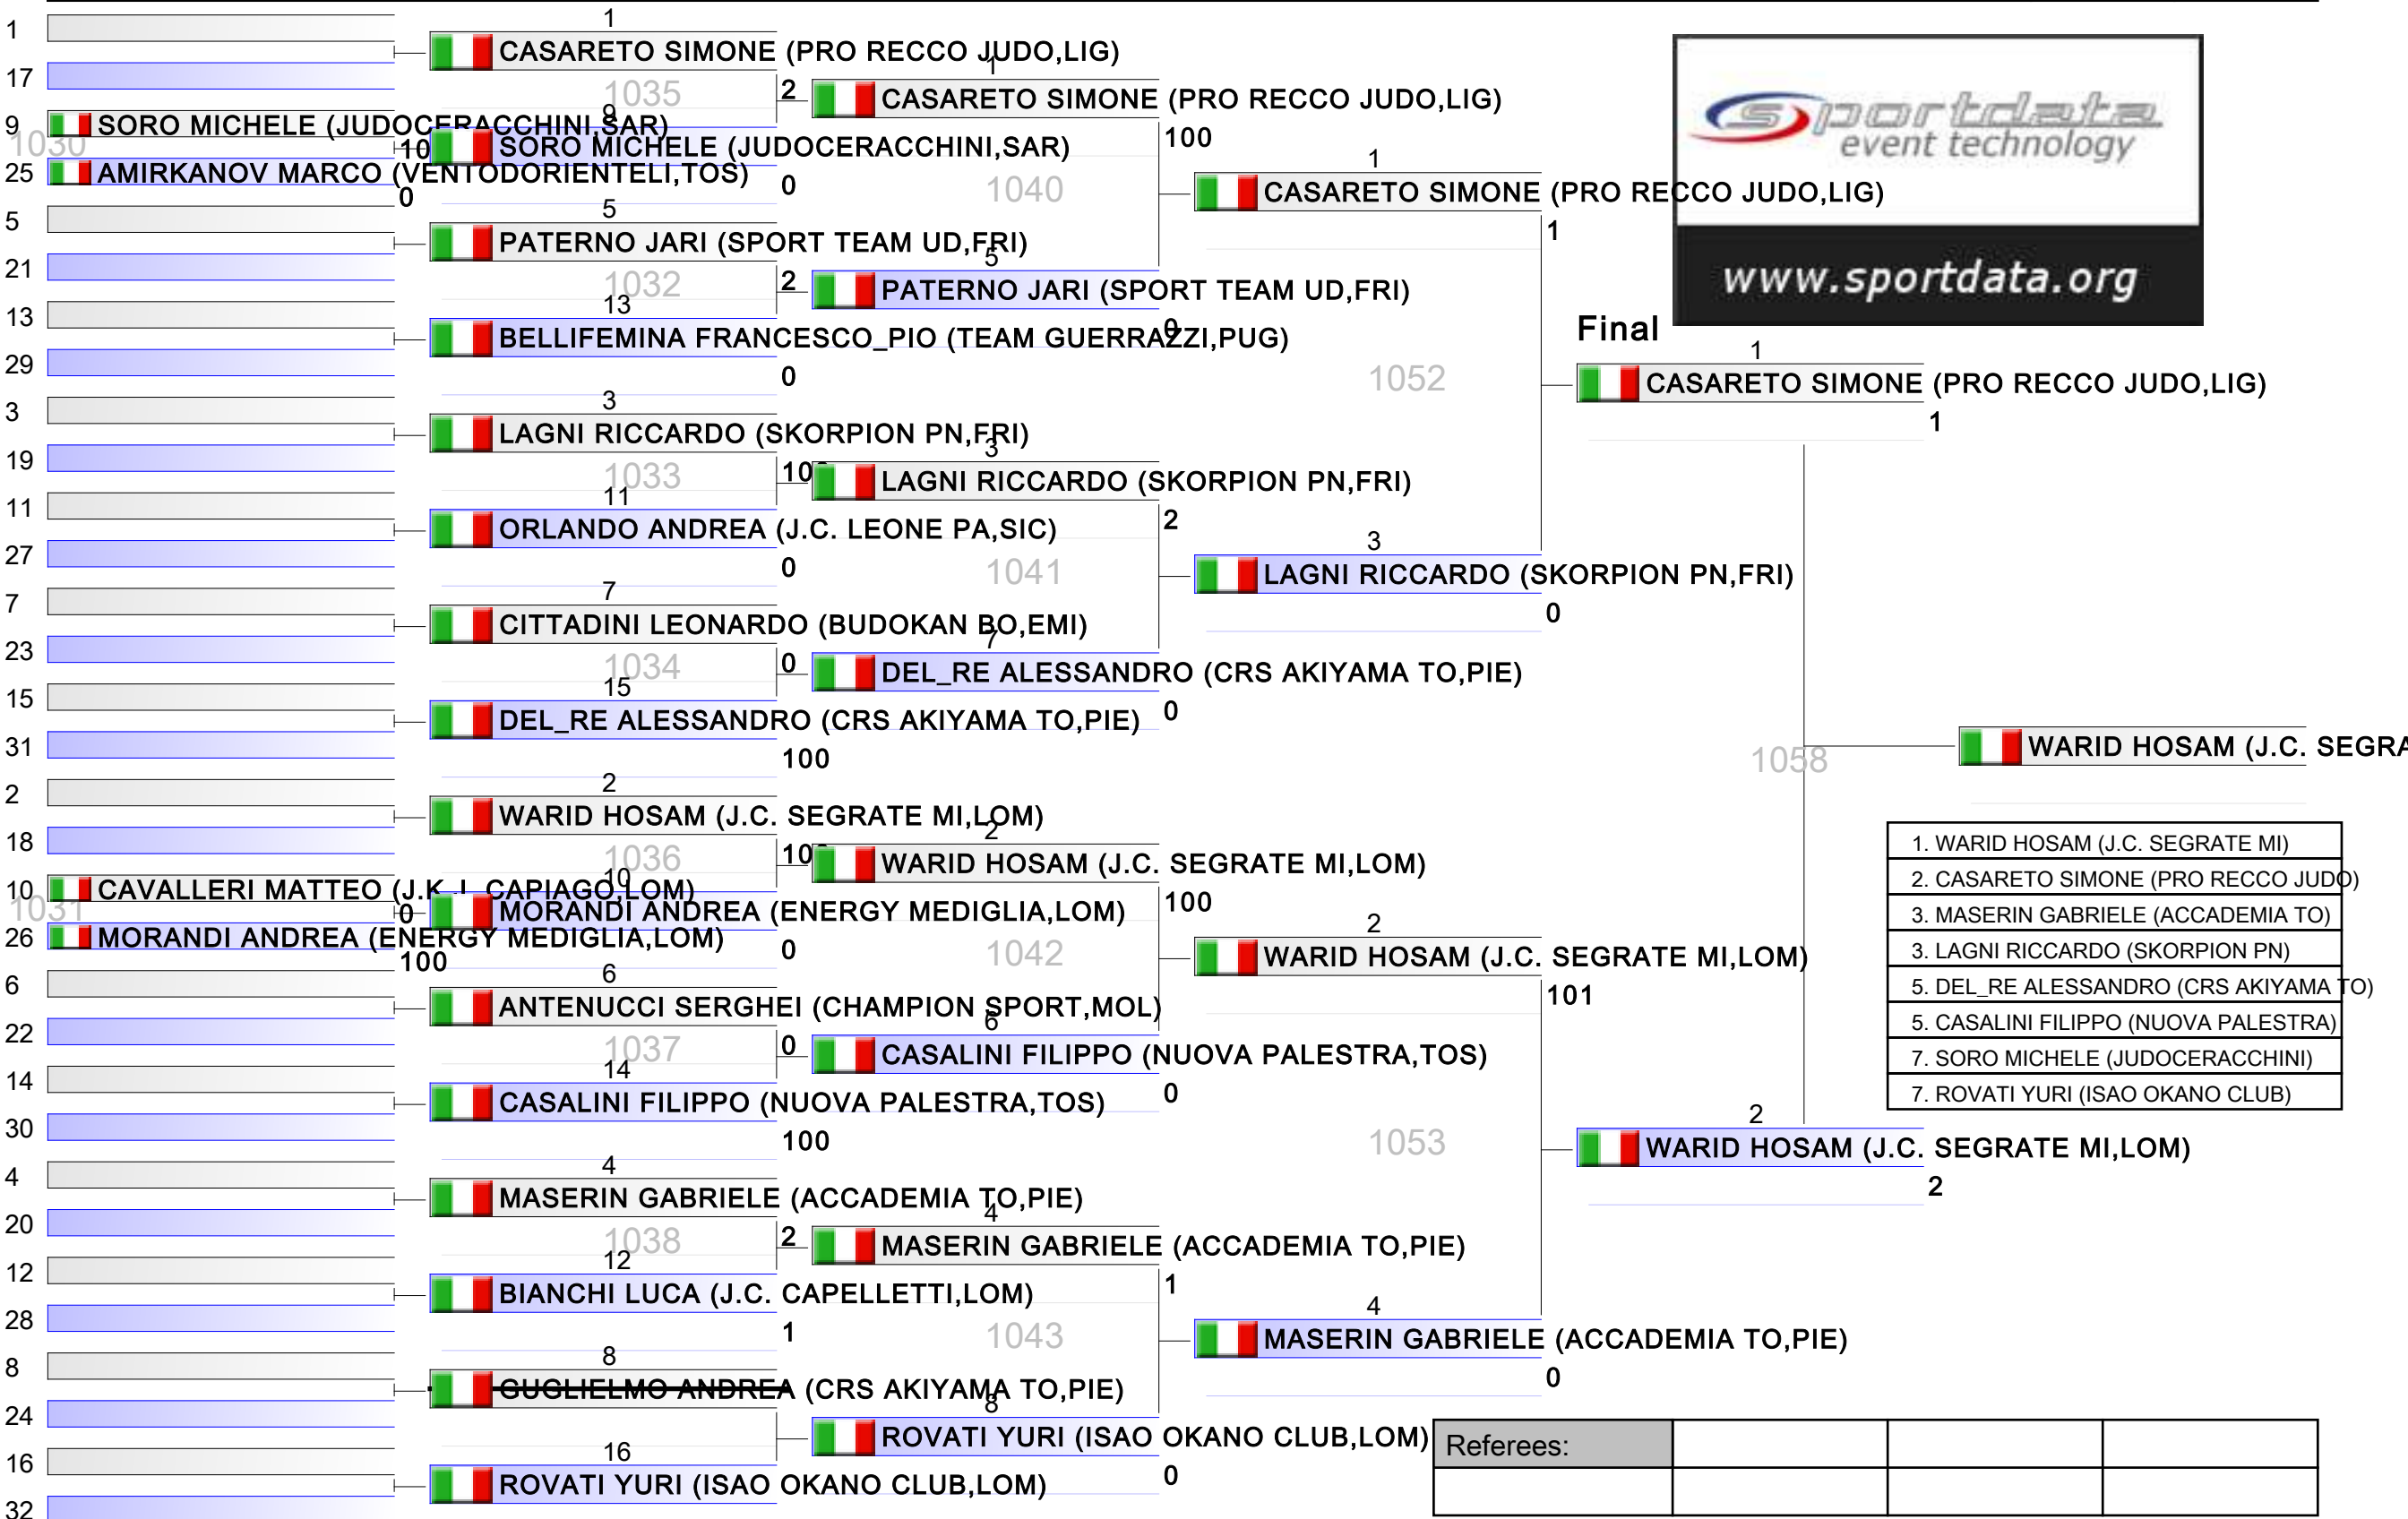 1
17
9 SORO MICHELE (JUDOCERACCHINI,SAR)
1030
10
25 AMIRKANOV MARCO (VENTODORIENTELI,TOS)
0
5
21
13
29
3
19
11
27
7
23
15
31
2
18
10 CAVALLERI MATTEO (J.K.I. CAPIAGO,LOM)
1031
0
26 MORANDI ANDREA (ENERGY MEDIGLIA,LOM)
100
6
22
14
30
4
20
12
28
8
24
16
32
1
CASARETO SIMONE (PRO RECCO JUDO,LIG)
1035
2
9
SORO MICHELE (JUDOCERACCHINI,SAR)
0
5
PATERNO JARI (SPORT TEAM UD,FRI)
1032
2
13
BELLIFEMINA FRANCESCO_PIO (TEAM GUERRAZZI,PUG)
0
3
LAGNI RICCARDO (SKORPION PN,FRI)
1033
10
11
ORLANDO ANDREA (J.C. LEONE PA,SIC)
0
7
CITTADINI LEONARDO (BUDOKAN BO,EMI)
1034
0
15
DEL_RE ALESSANDRO (CRS AKIYAMA TO,PIE)
100
2
WARID HOSAM (J.C. SEGRATE MI,LOM)
1036
10
10
MORANDI ANDREA (ENERGY MEDIGLIA,LOM)
0
6
ANTENUCCI SERGHEI (CHAMPION SPORT,MOL)
1037
0
14
CASALINI FILIPPO (NUOVA PALESTRA,TOS)
100
4
MASERIN GABRIELE (ACCADEMIA TO,PIE)
1038
2
12
BIANCHI LUCA (J.C. CAPELLETTI,LOM)
1
8
GUGLIELMO ANDREA (CRS AKIYAMA TO,PIE)
16
ROVATI YURI (ISAO OKANO CLUB,LOM)
1
CASARETO SIMONE (PRO RECCO JUDO,LIG)
100
1040
5
PATERNO JARI (SPORT TEAM UD,FRI)
0
3
LAGNI RICCARDO (SKORPION PN,FRI)
2
1041
7
DEL_RE ALESSANDRO (CRS AKIYAMA TO,PIE)
0
2
WARID HOSAM (J.C. SEGRATE MI,LOM)
100
1042
6
CASALINI FILIPPO (NUOVA PALESTRA,TOS)
0
4
MASERIN GABRIELE (ACCADEMIA TO,PIE)
1
1043
8
ROVATI YURI (ISAO OKANO CLUB,LOM)
0
1
CASARETO SIMONE (PRO RECCO JUDO,LIG)
1
1052
3
LAGNI RICCARDO (SKORPION PN,FRI)
0
2
WARID HOSAM (J.C. SEGRATE MI,LOM)
101
1053
4
MASERIN GABRIELE (ACCADEMIA TO,PIE)
0
sportdata
event technology
www.sportdata.org
Final
1
CASARETO SIMONE (PRO RECCO JUDO,LIG)
1
1058
2
WARID HOSAM (J.C. SEGRATE MI,LOM)
2
WARID HOSAM (J.C. SEGRA
1. WARID HOSAM (J.C. SEGRATE MI)
2. CASARETO SIMONE (PRO RECCO JUDO)
3. MASERIN GABRIELE (ACCADEMIA TO)
3. LAGNI RICCARDO (SKORPION PN)
5. DEL_RE ALESSANDRO (CRS AKIYAMA TO)
5. CASALINI FILIPPO (NUOVA PALESTRA)
7. SORO MICHELE (JUDOCERACCHINI)
7. ROVATI YURI (ISAO OKANO CLUB)
Referees: